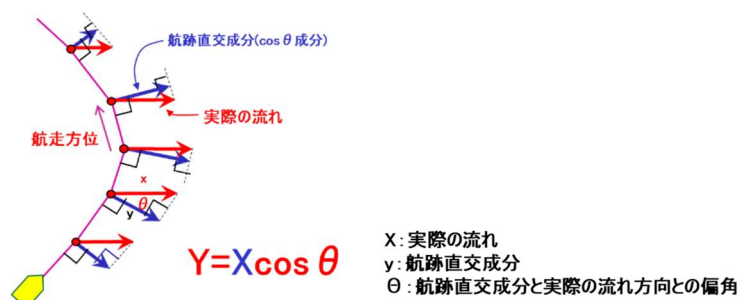 航跡直交成分(cosθ成分)
実際の流れ
航走方位
x
θ
y
Y=Xcosθ
X:実際の流れ
y:航跡直交成分
Θ:航跡直交成分と実際の流れ方向との偏角